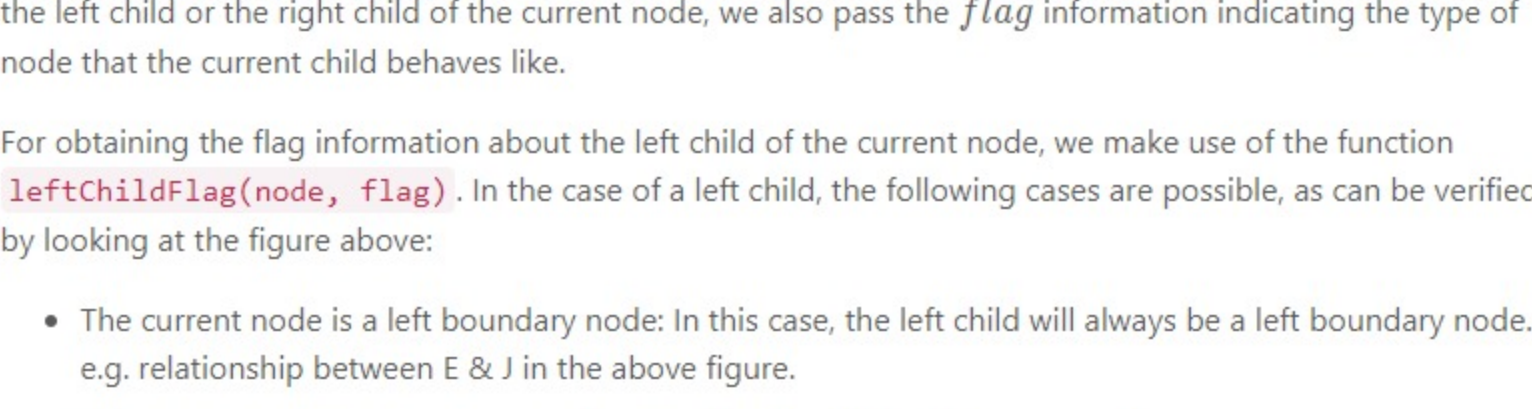 the left child or the right child of the current node, we also pass the flag information indicating the type of
node that the current child behaves like.
For obtaining the flag information about the left child of the current node, we make use of the function
leftChildFlag(node, flag). In the case of a left child, the following cases are possible, as can be verified
by looking at the figure above:
• The current node is a left boundary node: In this case, the left child will always be a left boundary node.
e.g. relationship between E & J in the above figure.